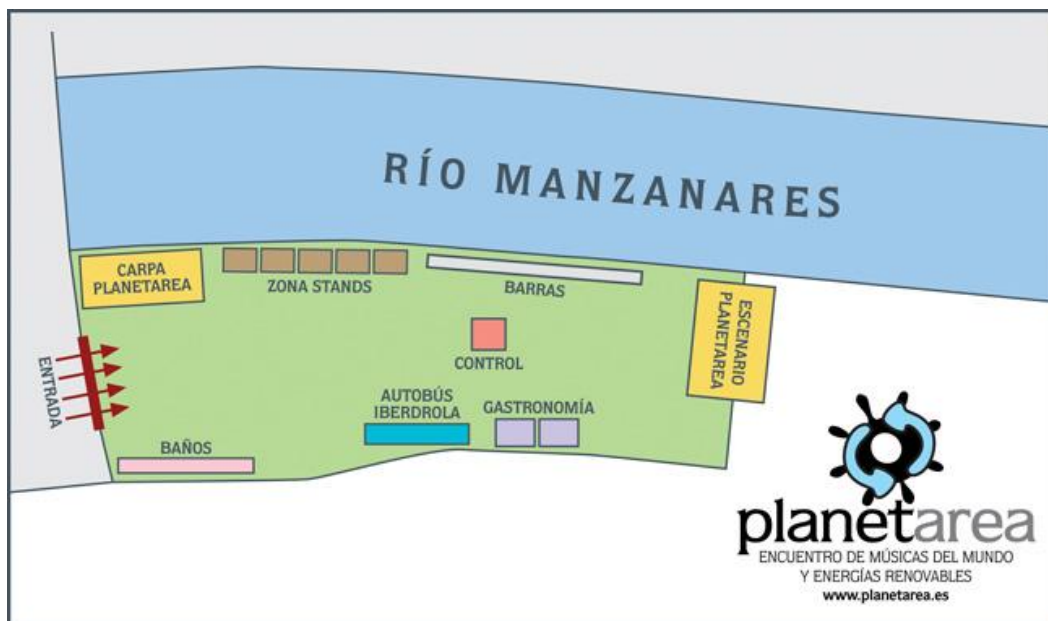 RÍO MANZANARES
CARPA
PLANETAREA
ZONA STANDS
BARRAS
ESCENARIO
PLANETAREA
CONTROL
ENTRADA
AUTOBÚS
IBERDROLA
GASTRONOMÍA
BAÑOS
planetarea
ENCUENTRO DE MÚSICAS DEL MUNDO
Y ENERGÍAS RENOVABLES
www.planetarea.es